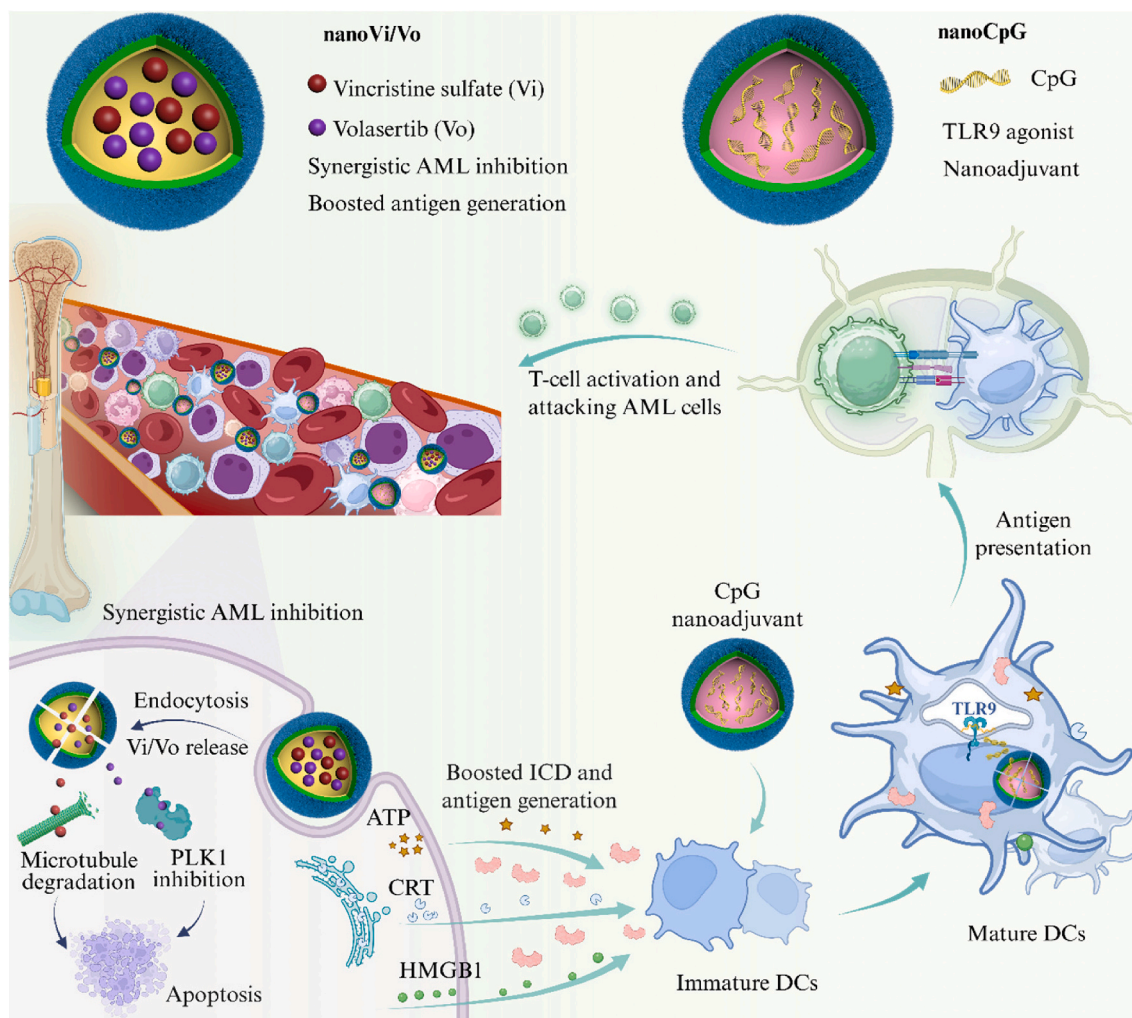 nanoVi/Vo
Vincristine sulfate (Vi)
Volasertib (Vo)
Synergistic AML inhibition
Boosted antigen generation
nanoCpG
CpG
TLR9 agonist
Nanoadjuvant
T-cell activation and
attacking AML cells
Antigen
presentation
Synergistic AML inhibition
CpG
nanoadjuvant
Endocytosis
Vi/Vo release
Microtubule
degradation
PLK1
inhibition
Apoptosis
ATP
CRT
HMGB1
Boosted ICD and
antigen generation
Immature DCs
TLR9
Mature DCs